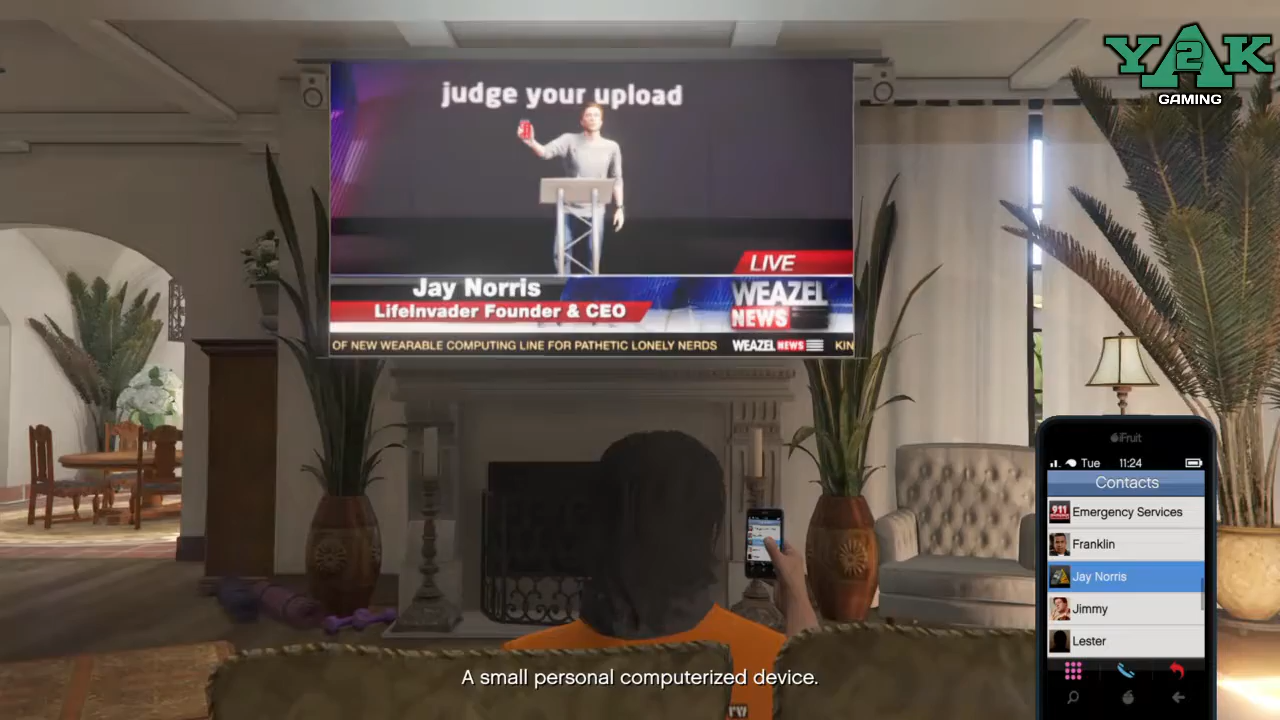 Y2K
GAMING
judge your upload
LIVE
Jay Norris
LifeInvader Founder & CEO
WEAZEL
NEWS
OF NEW WEARABLE COMPUTING LINE FOR PATHETIC LONELY NERDS WEAZEL NEWS KIN
iFruit
Tue 11:24
Contacts
911 Emergency Services
Franklin
Jay Norris
Jimmy
Lester
A small personal computerized device.